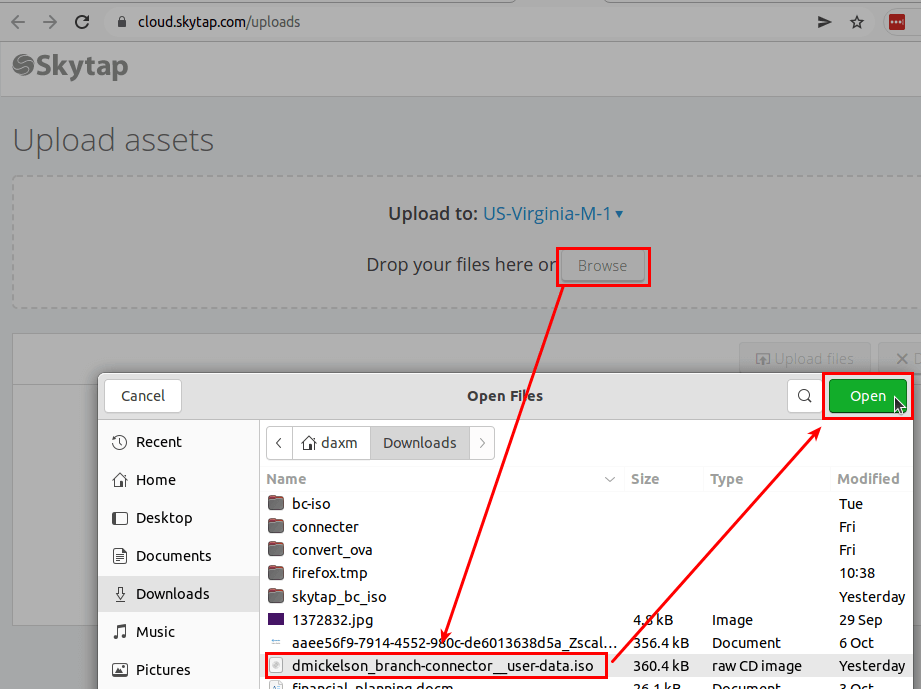 cloud.skytap.com/uploads
Skytap
Upload assets
Upload to: US-Virginia-M-1
Drop your files here or Browse
Upload files
Cancel
Open Files
Open
Recent
Home
Desktop
Documents
Downloads
Music
Pictures
daxm Downloads
Name Size Type Modified
bc-iso Tue
connecter Fri
convert_ova Fri
firefox.tmp 10:38
skytap_bc_iso Yesterday
1372832.jpg 4.8 kB Image 29 Sep
aaee56f9-7914-4552-980c-de6013638d5a_Zscal... 356.4 kB Document 6 Oct
dmickelson_branch-connector__user-data.iso 360.4 kB raw CD image Yesterday
financial_planning.docm 26.1 kB Document 3 Oct